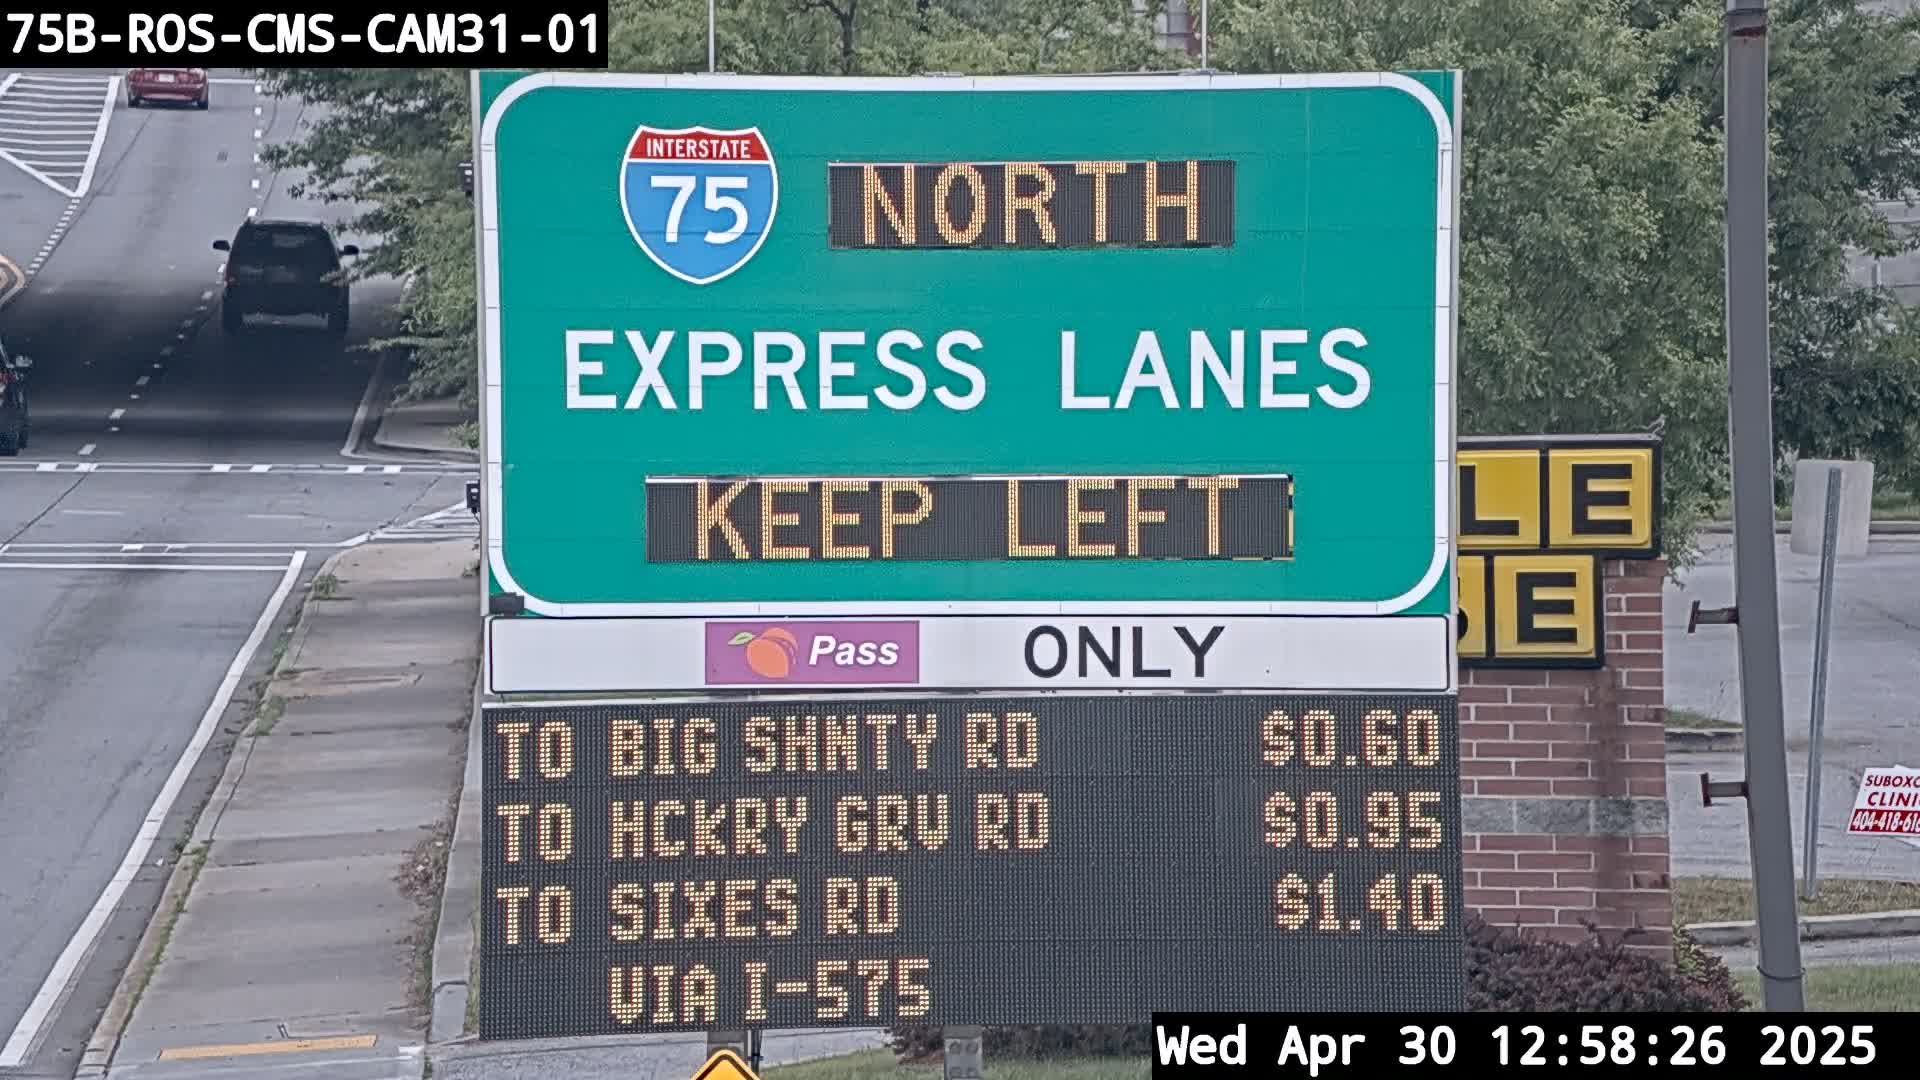 75B-ROS-CMS-CAM31-01
INTERSTATE
75
NORTH
EXPRESS LANES
KEEP LEFT
Pass ONLY
TO BIG SHNTY RD $0.60
TO HCKRY GRV RD $0.95
TO SIXES RD $1.40
VIA I-575
LE
E
CLINI
Wed Apr 30 12:58:26 2025